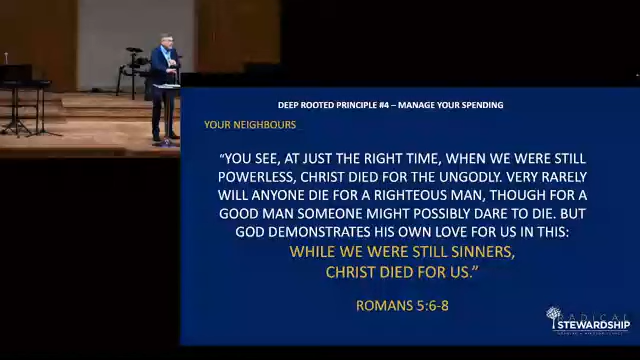 DEEP ROOTED PRINCIPLE #4 – MANAGE YOUR SPENDING
YOUR NEIGHBOURS
“YOU SEE, AT JUST THE RIGHT TIME, WHEN WE WERE STILL
POWERLESS, CHRIST DIED FOR THE UNGODLY. VERY RARELY
WILL ANYONE DIE FOR A RIGHTEOUS MAN, THOUGH FOR A
GOOD MAN SOMEONE MIGHT POSSIBLY DARE TO DIE. BUT
GOD DEMONSTRATES HIS OWN LOVE FOR US IN THIS:
WHILE WE WERE STILL SINNERS,
CHRIST DIED FOR US.”
ROMANS 5:6-8
RADICAL
STEWARDSHIP